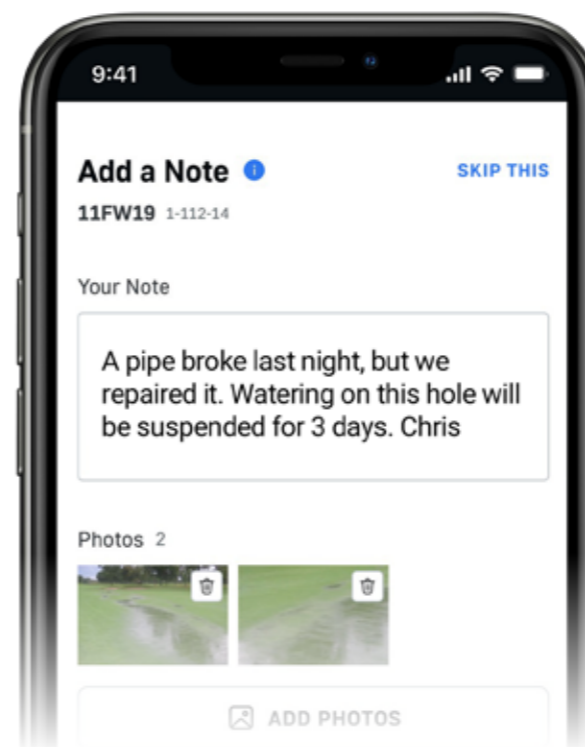 9:41
Add a Note
SKIP THIS
11FW19 1-112-14
Your Note
A pipe broke last night, but we
repaired it. Watering on this hole will
be suspended for 3 days. Chris
Photos 2
ADD PHOTOS